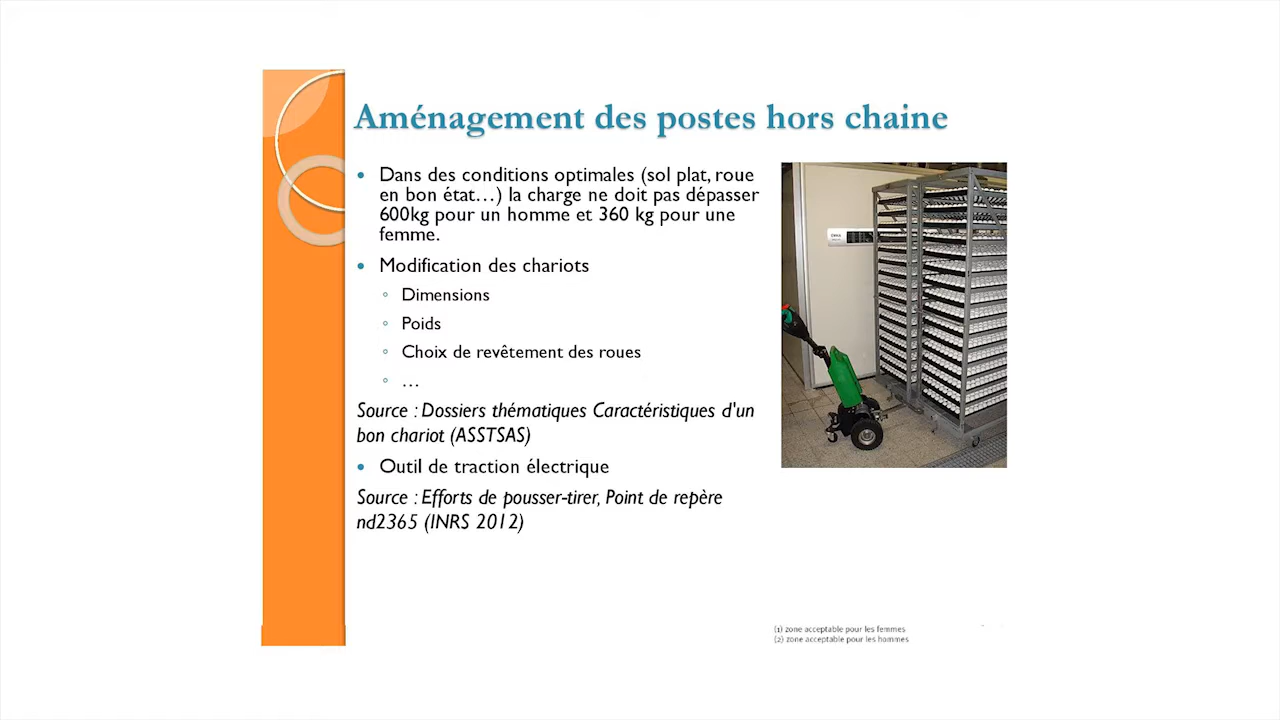 Aménagement des postes hors chaine
• Dans des conditions optimales (sol plat, roue
en bon état…) la charge ne doit pas dépasser
600kg pour un homme et 360 kg pour une
femme.
• Modification des chariots
◦ Dimensions
◦ Poids
◦ Choix de revêtement des roues
◦ …
Source : Dossiers thématiques Caractéristiques d'un
bon chariot (ASSTSAS)
• Outil de traction électrique
Source : Efforts de pousser-tirer, Point de repère
nd2365 (INRS 2012)
(1) zone acceptable pour les femmes
(2) zone acceptable pour les hommes